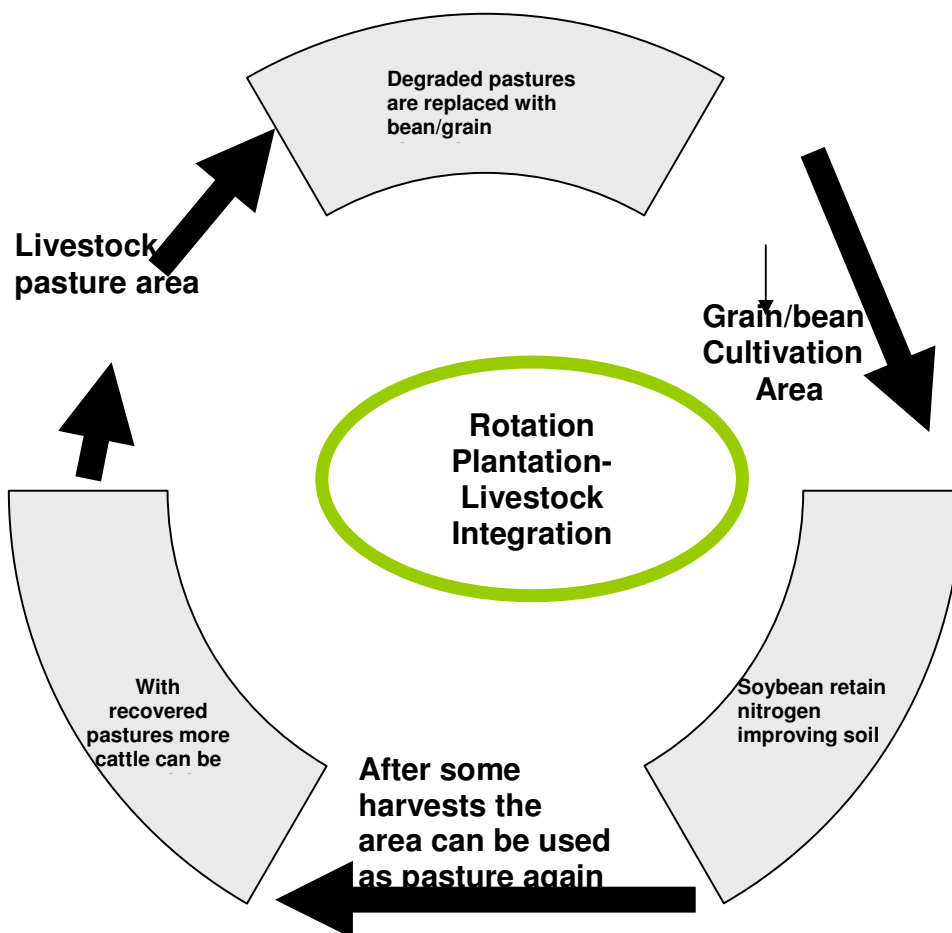 Degraded pastures
are replaced with
bean/grain
Livestock
pasture area
Grain/bean
Cultivation
Area
Rotation
Plantation-
Livestock
Integration
Soybean retain
nitrogen
improving soil
With
recovered
pastures more
cattle can be
After some
harvests the
area can be used
as pasture again